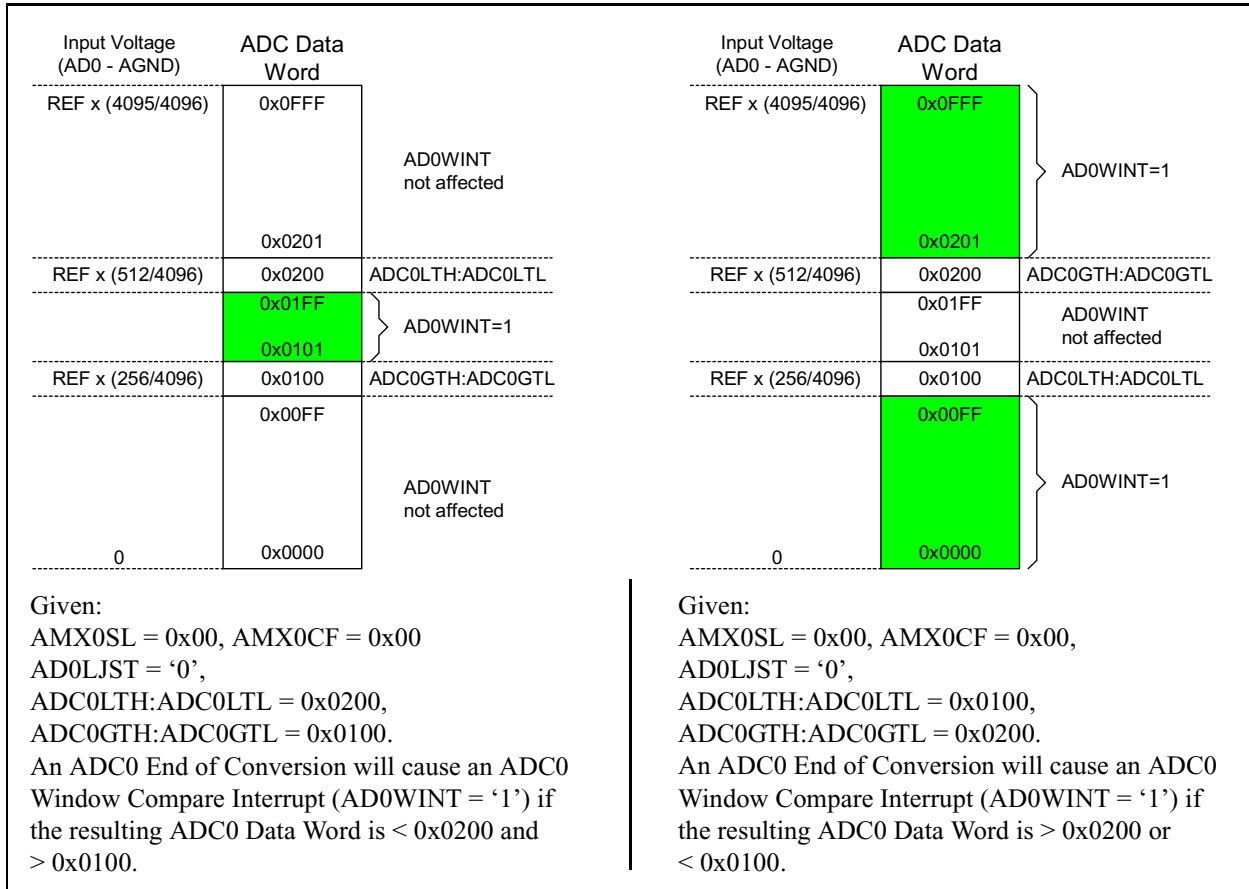 Input Voltage
(AD0 - AGND)
ADC Data
Word
REF x (4095/4096)
0x0FFF
AD0WINT
not affected
0x0201
REF x (512/4096)
0x0200
ADC0LTH:ADC0LTL
0x01FF
AD0WINT=1
0x0101
REF x (256/4096)
0x0100
ADC0GTH:ADC0GTL
0x00FF
AD0WINT
not affected
0
0x0000
Given:
AMX0SL = 0x00, AMX0CF = 0x00
AD0LJST = ‘0’,
ADC0LTH:ADC0LTL = 0x0200,
ADC0GTH:ADC0GTL = 0x0100.
An ADC0 End of Conversion will cause an ADC0
Window Compare Interrupt (AD0WINT = ‘1’) if
the resulting ADC0 Data Word is < 0x0200 and
> 0x0100.
Input Voltage
(AD0 - AGND)
ADC Data
Word
REF x (4095/4096)
0x0FFF
AD0WINT=1
0x0201
REF x (512/4096)
0x0200
ADC0GTH:ADC0GTL
0x01FF
AD0WINT
not affected
0x0101
REF x (256/4096)
0x0100
ADC0LTH:ADC0LTL
0x00FF
AD0WINT=1
0
0x0000
Given:
AMX0SL = 0x00, AMX0CF = 0x00,
AD0LJST = ‘0’,
ADC0LTH:ADC0LTL = 0x0100,
ADC0GTH:ADC0GTL = 0x0200.
An ADC0 End of Conversion will cause an ADC0
Window Compare Interrupt (AD0WINT = ‘1’) if
the resulting ADC0 Data Word is > 0x0200 or
< 0x0100.